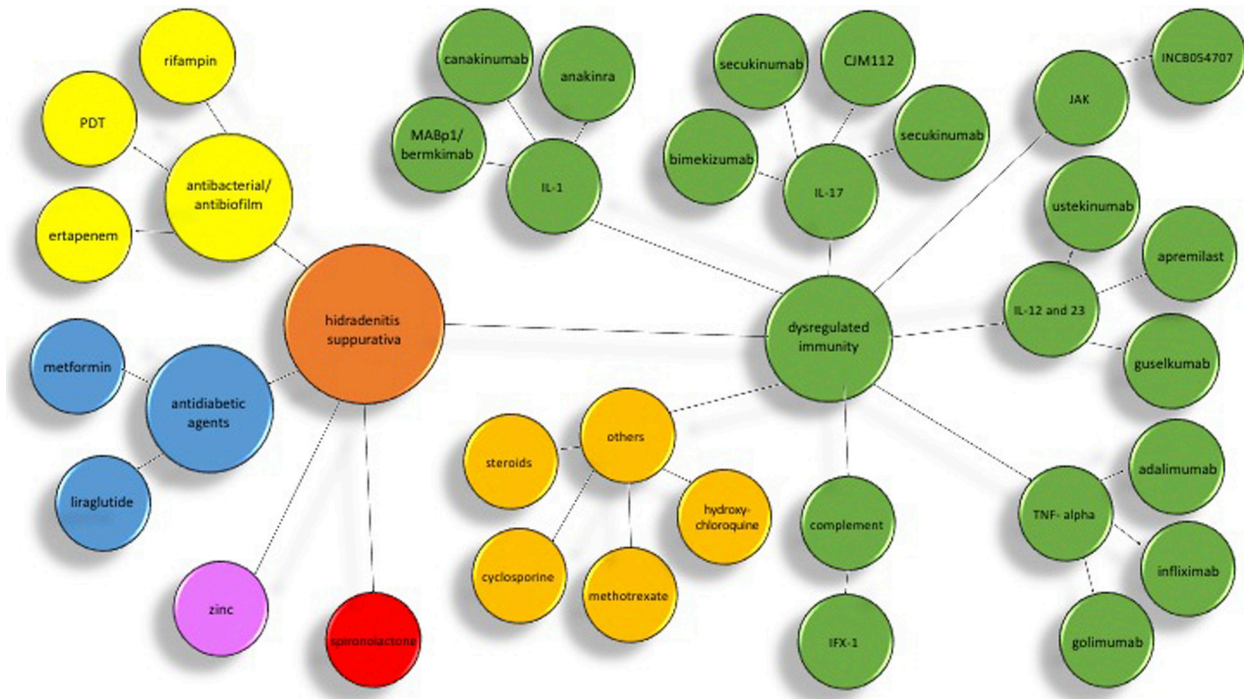 rifampin
PDT
antibacterial/
antibiofilm
ertapenem
canakinumab
anakinra
MABp1/
bermkimab
IL-1
secukinumab
CJM112
bimekizumab
secukinumab
IL-17
JAK
INCB054707
ustekinumab
apremilast
IL-12 and 23
guselkumab
hidradenitis
suppurativa
dysregulated
immunity
metformin
antidiabetic
agents
liraglutide
zinc
spironolactone
others
steroids
hydroxy-
chloroquine
cyclosporine
methotrexate
complement
IFX-1
TNF- alpha
adalimumab
infliximab
golimumab